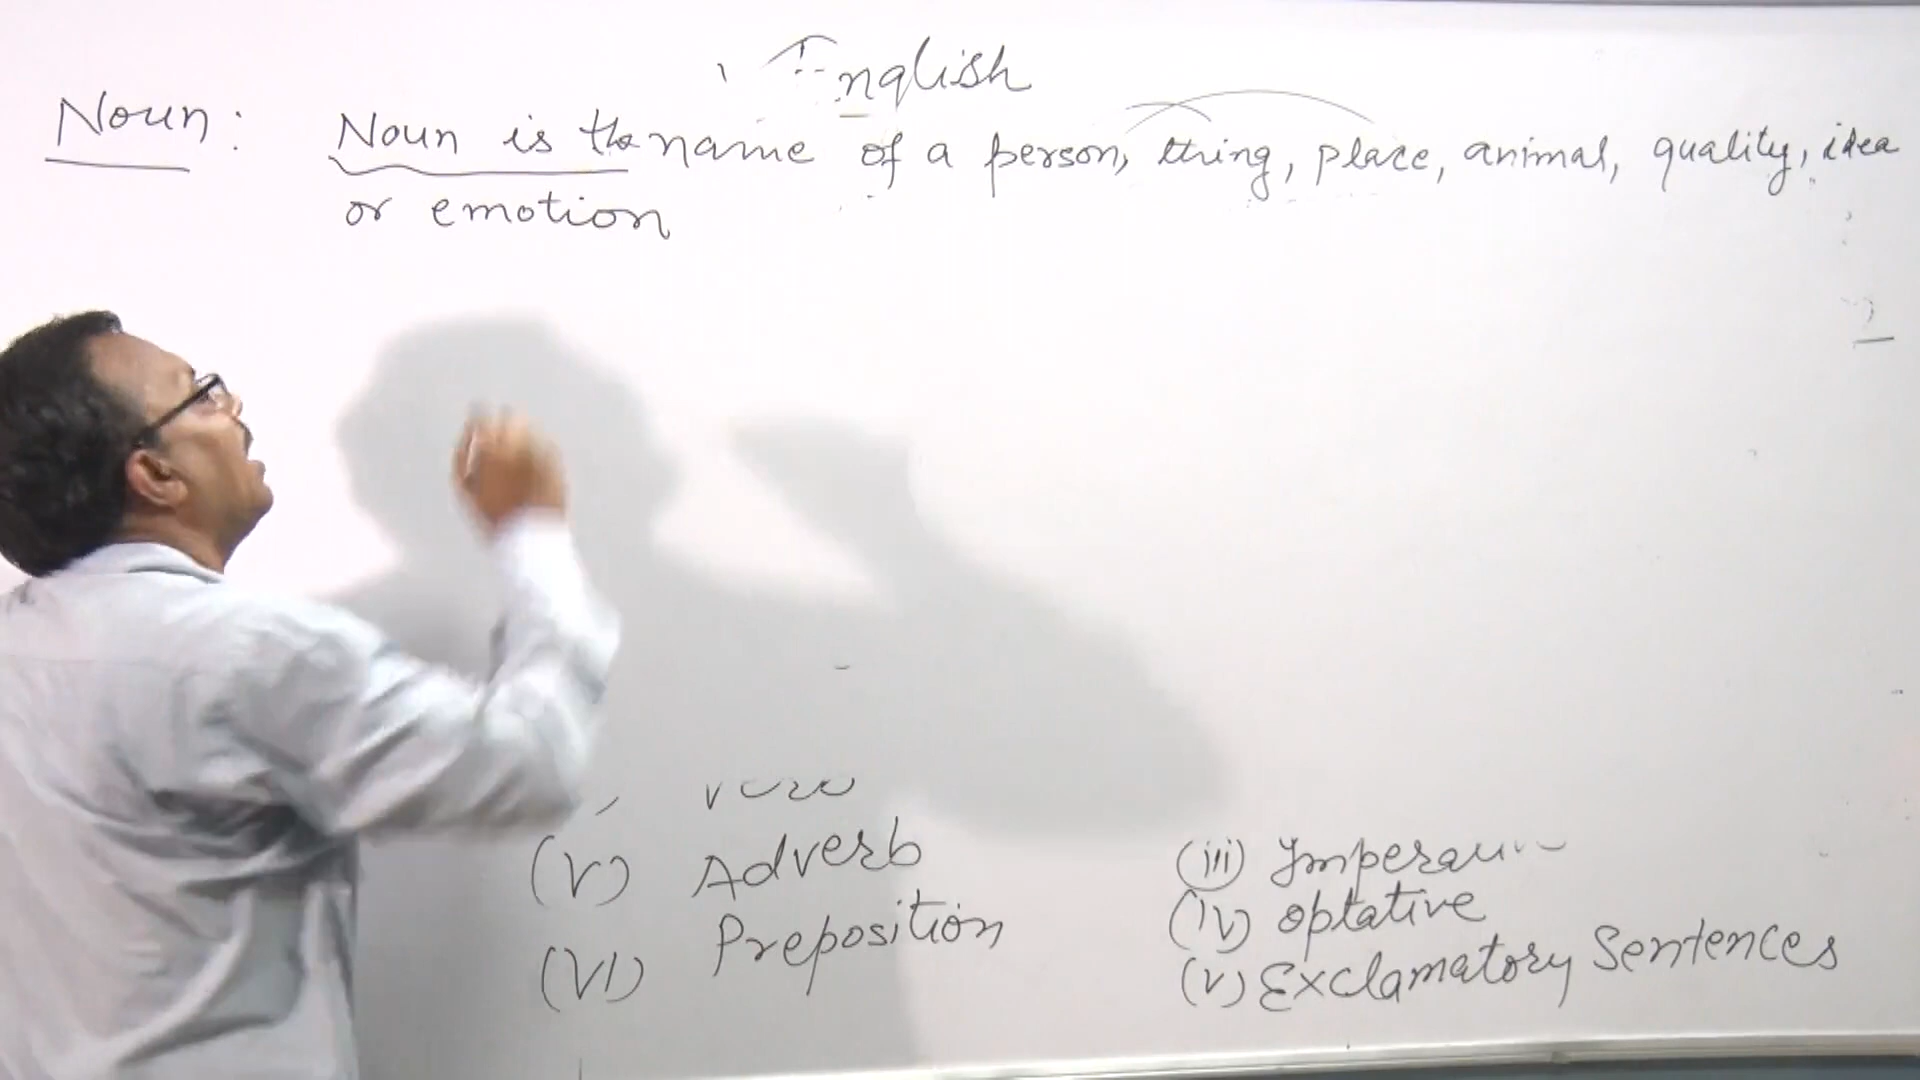 English
Noun: Noun is the name of a person, thing, place, animal, quality, idea
or emotion
(V) Adverb
(VI) Preposition
(iii)
(iv) Optative
(v) Exclamatory Sentences